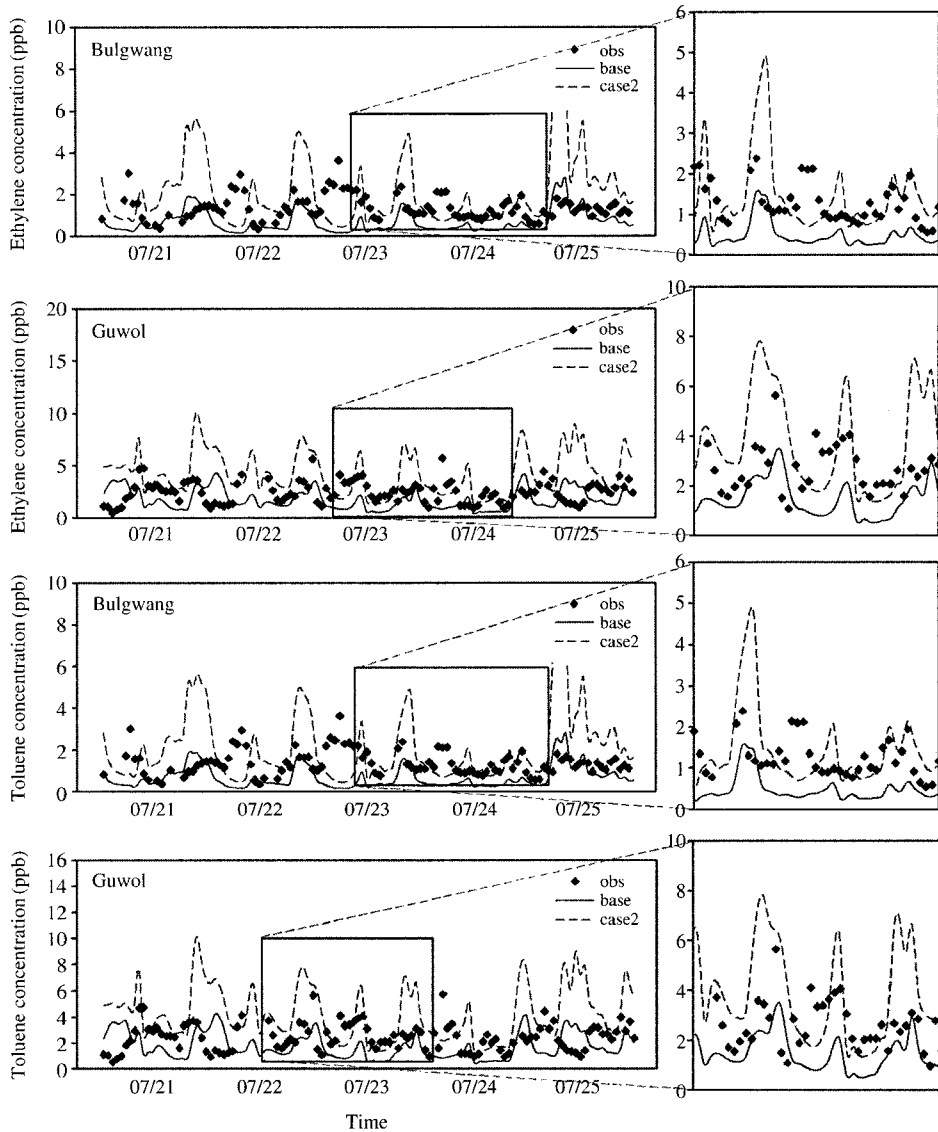 Ethylene concentration (ppb)
10
8
6
4
2
0
Bulgwang
obs
base
case2
07/21 07/22 07/23 07/24 07/25
6
5
4
3
2
1
0
Ethylene concentration (ppb)
20
15
10
5
0
Guwol
obs
base
case2
07/21 07/22 07/23 07/24 07/25
10
8
6
4
2
0
Toluene concentration (ppb)
10
8
6
4
2
0
Bulgwang
obs
base
case2
07/21 07/22 07/23 07/24 07/25
6
5
4
3
2
1
0
Toluene concentration (ppb)
16
14
12
10
8
6
4
2
0
Guwol
obs
base
case2
07/21 07/22 07/23 07/24 07/25
10
8
6
4
2
0
Time